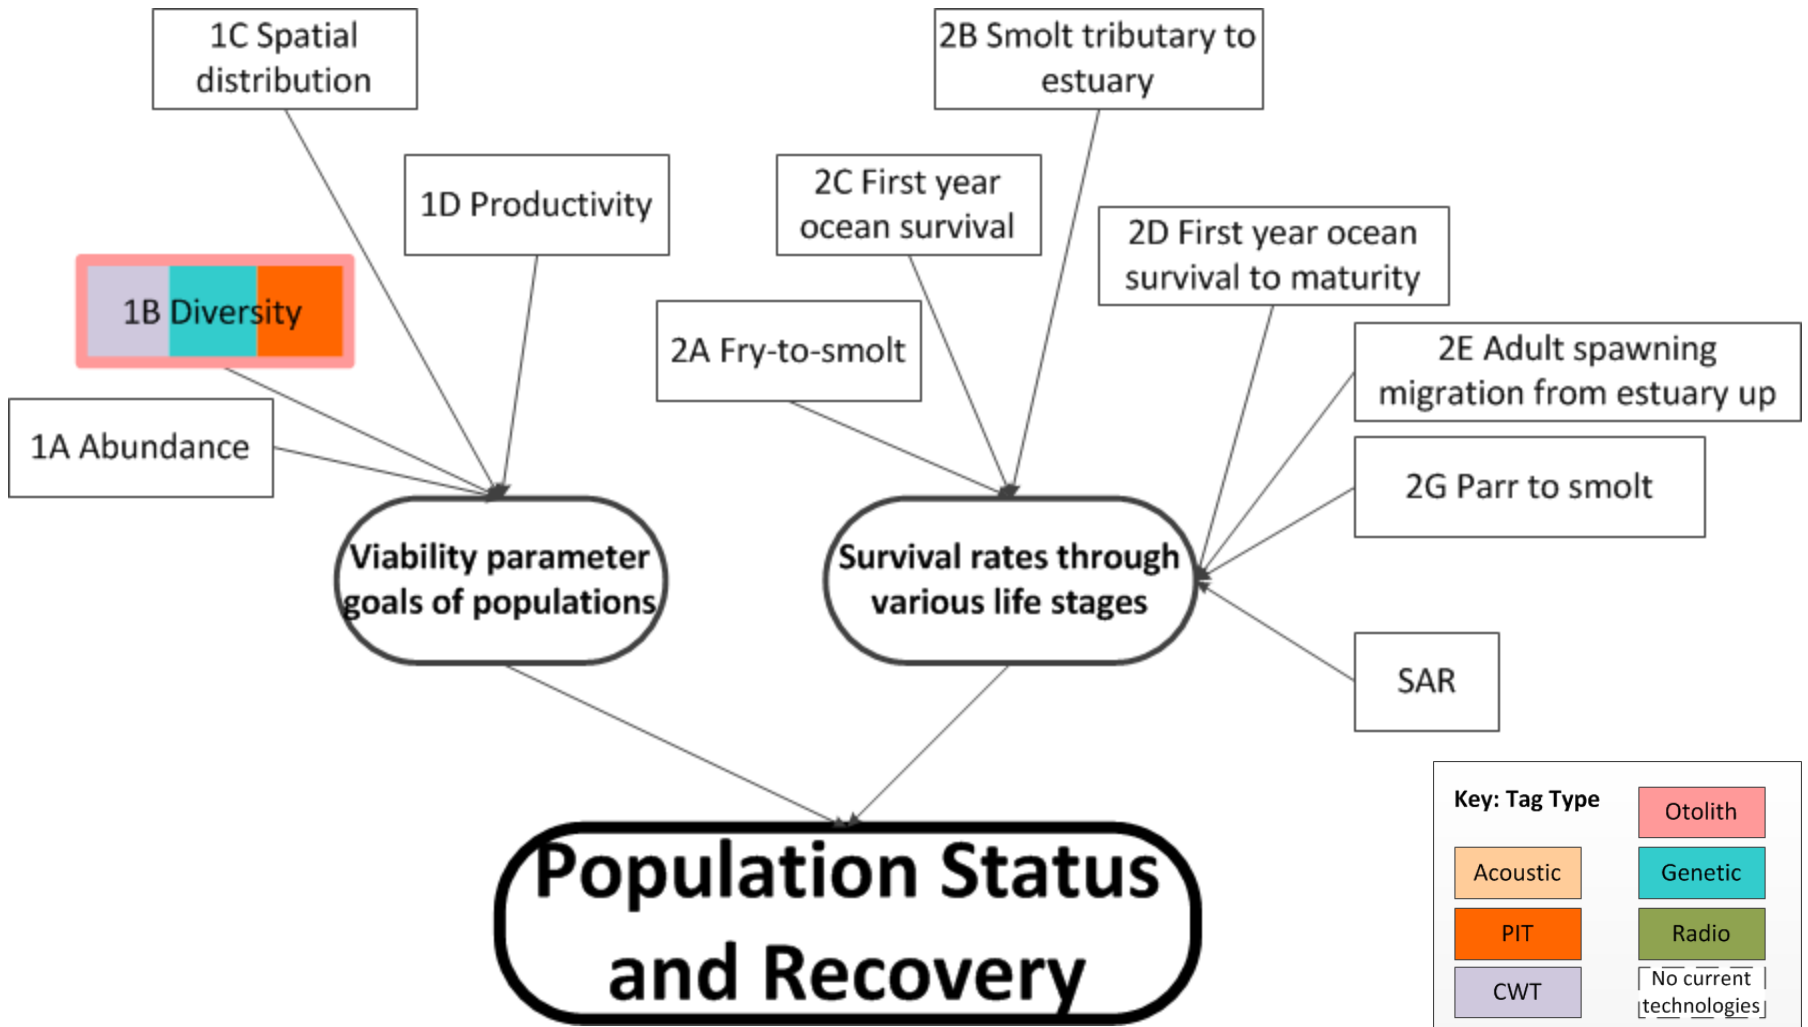 1C Spatial
distribution
2B Smolt tributary to
estuary
1D Productivity
2C First year
ocean survival
2D First year ocean
survival to maturity
1B Diversity
2A Fry-to-smolt
2E Adult spawning
migration from estuary up
1A Abundance
2G Parr to smolt
Viability parameter
goals of populations
Survival rates through
various life stages
SAR
Population Status
and Recovery
Key: Tag Type
Otolith
Acoustic
Genetic
PIT
Radio
CWT
No current
technologies